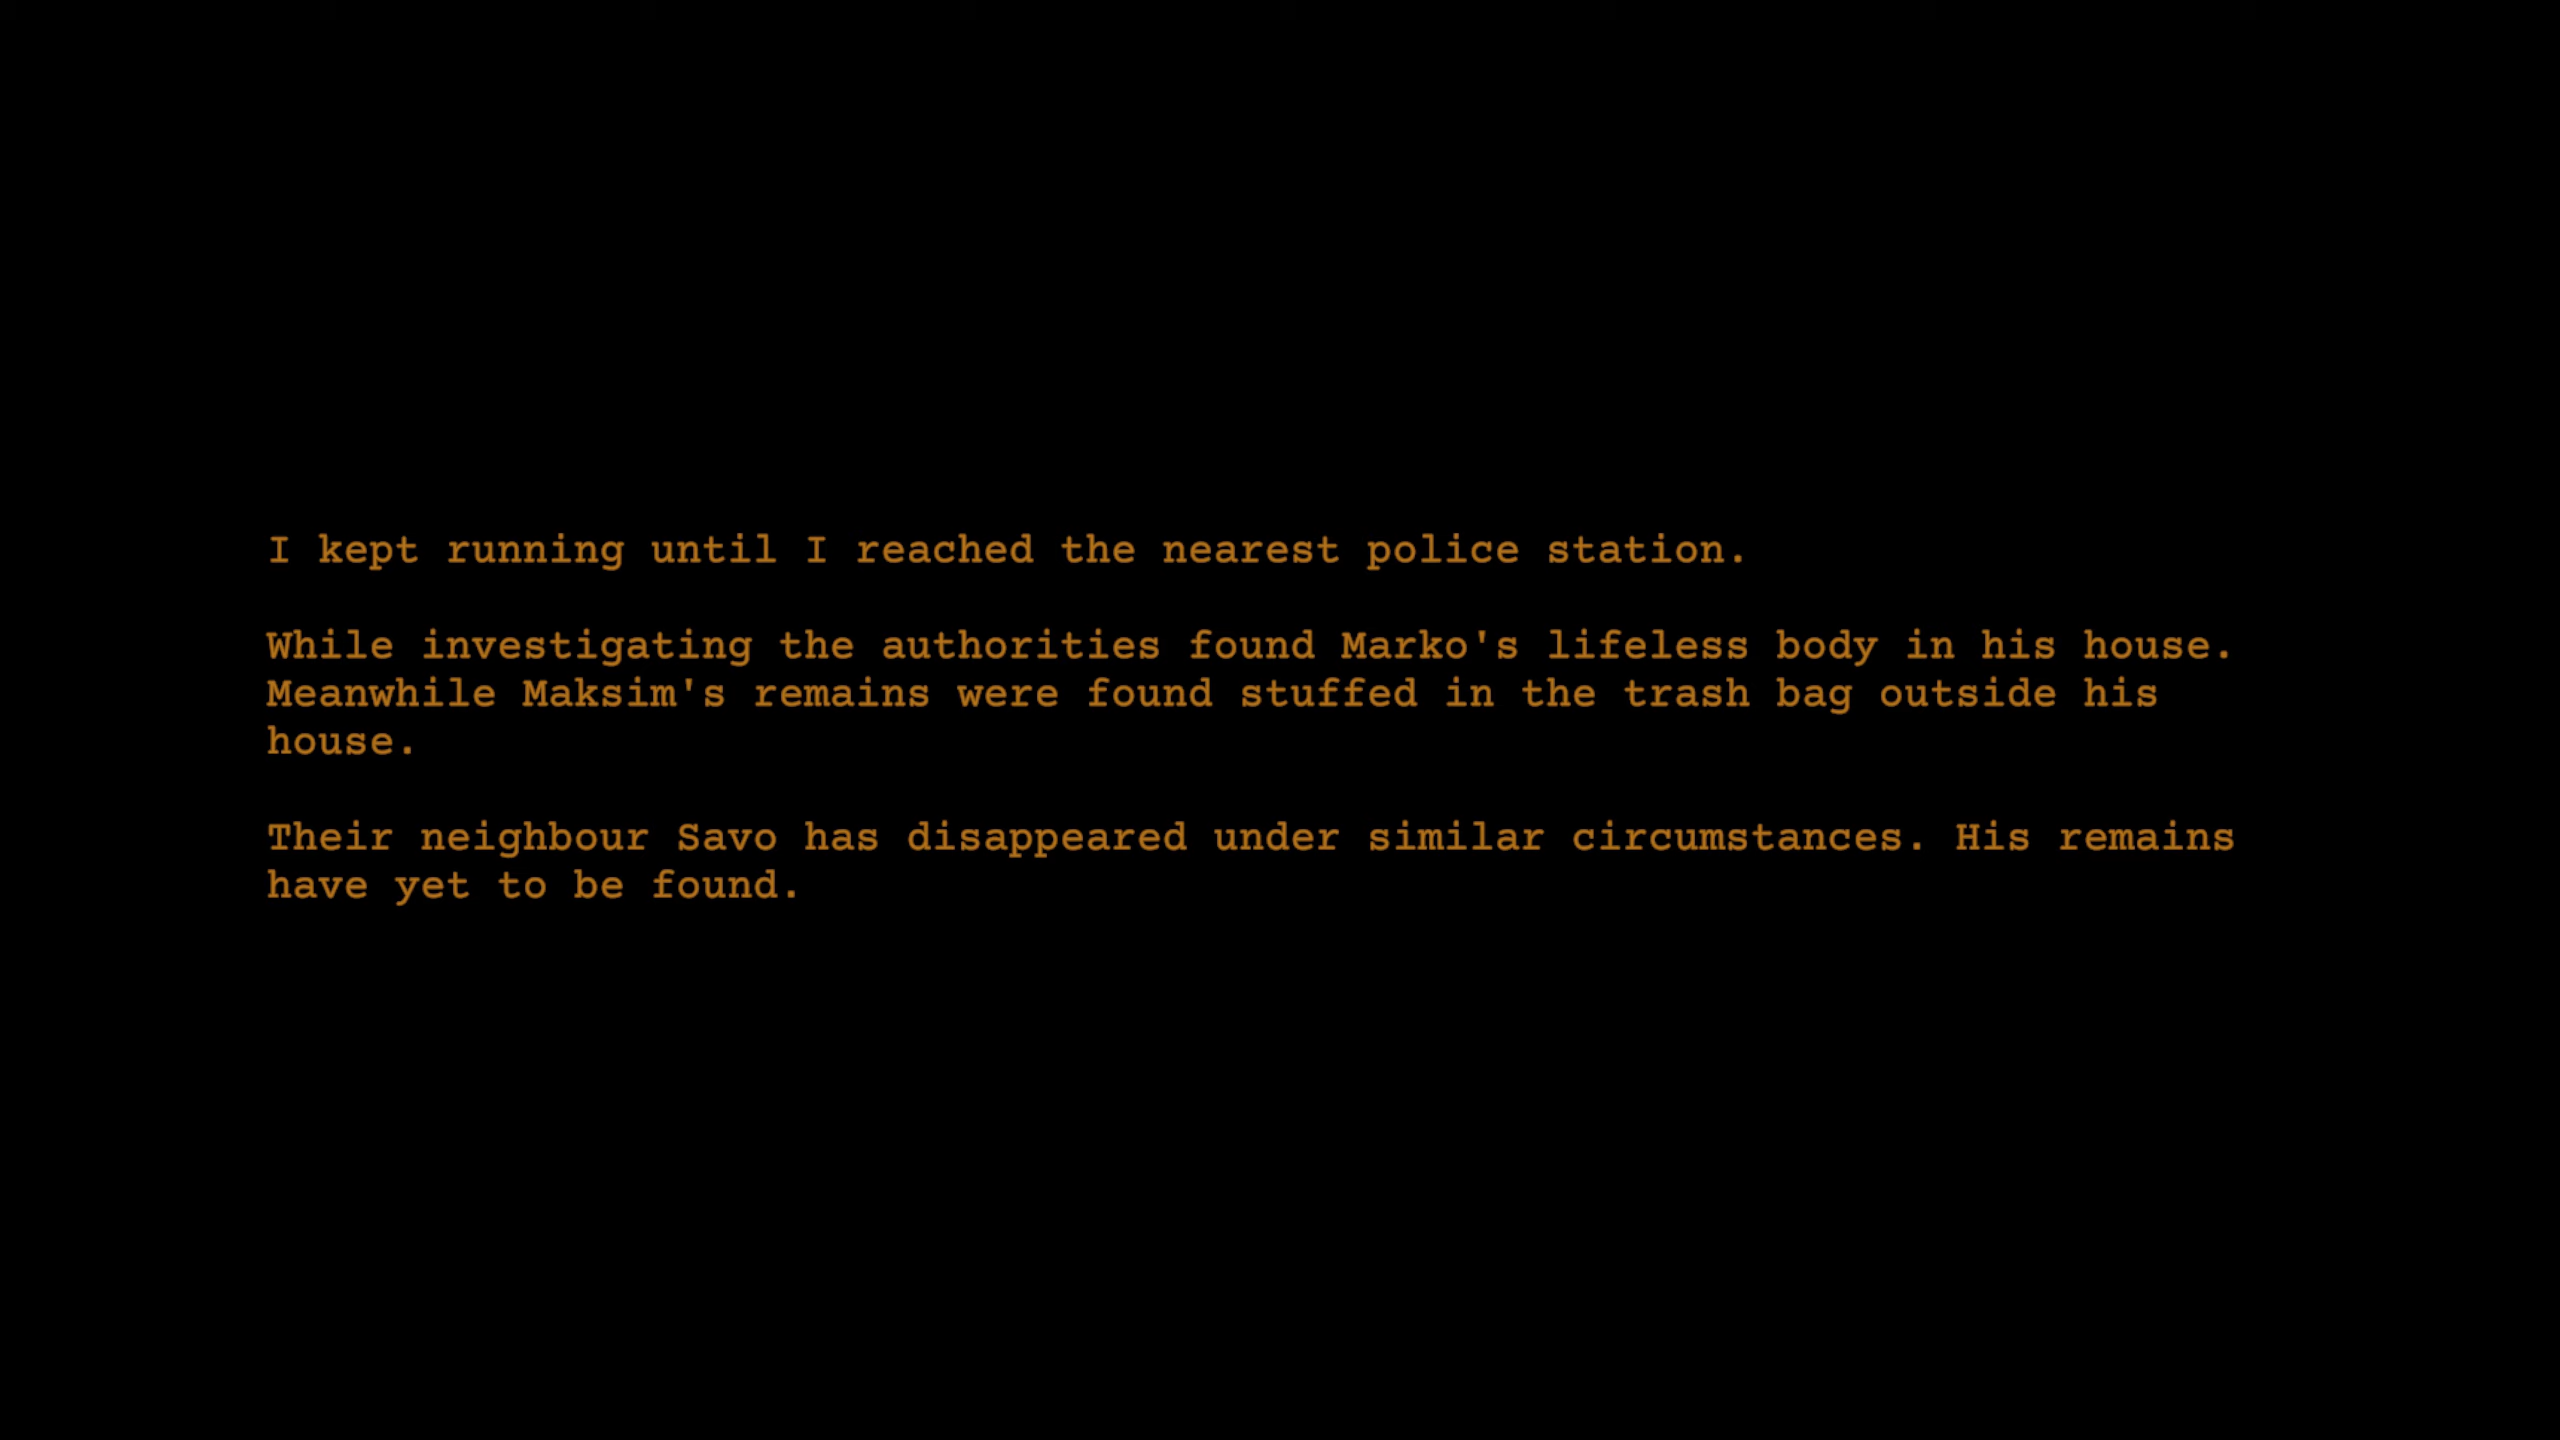 I kept running until I reached the nearest police station.
While investigating the authorities found Marko's lifeless body in his house.
Meanwhile Maksim's remains were found stuffed in the trash bag outside his
house.
Their neighbour Savo has disappeared under similar circumstances. His remains
have yet to be found.